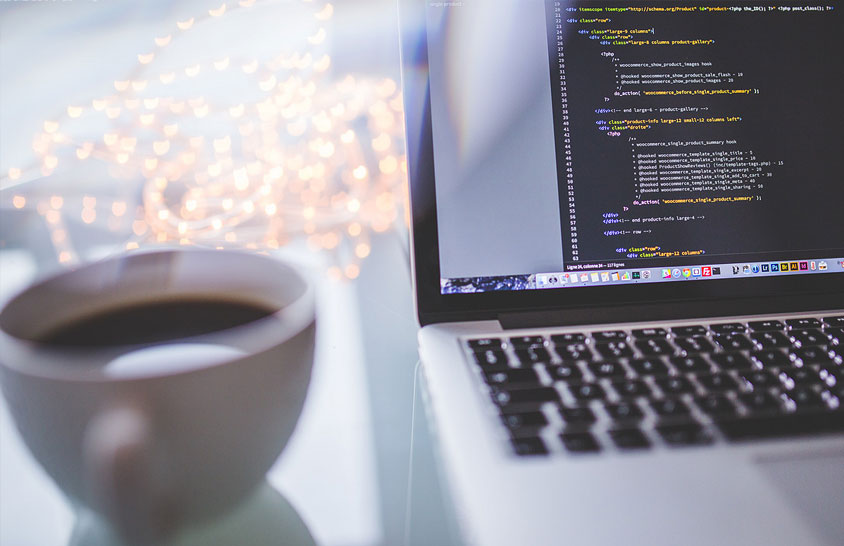 <div itemscope itemtype="http://schema.org/Product" id="product-<?php the_ID(); ?>" <?php post_class(); ?>
<div class="row">
<div class="large-9 columns">
<div class="row">
<div class="large-8 columns product-gallery">
<?php
/**
* woocommerce_show_product_images hook
*
* @hooked woocommerce_show_product_sale_flash - 10
* @hooked woocommerce_show_product_images - 20
*/
do_action( 'woocommerce_before_single_product_summary' );
?>
</div><!-- end large-6 - product-gallery -->
<div class="product-info large-12 small-12 columns left">
<div class="droite">
<?php
/**
* woocommerce_single_product_summary hook
*
* @hooked woocommerce_template_single_title - 5
* @hooked woocommerce_template_single_price - 10
* @hooked ProductShowReviews() (inc/template-tags.php) - 15
* @hooked woocommerce_template_single_excerpt - 20
* @hooked woocommerce_template_single_add_to_cart - 30
* @hooked woocommerce_template_single_meta - 40
* @hooked woocommerce_template_single_sharing - 50
*/
do_action( 'woocommerce_single_product_summary' );
?>
</div>
</div><!-- end product-info large-4 -->
</div><!-- row -->
<div class="row">
<div class="large-12 columns">